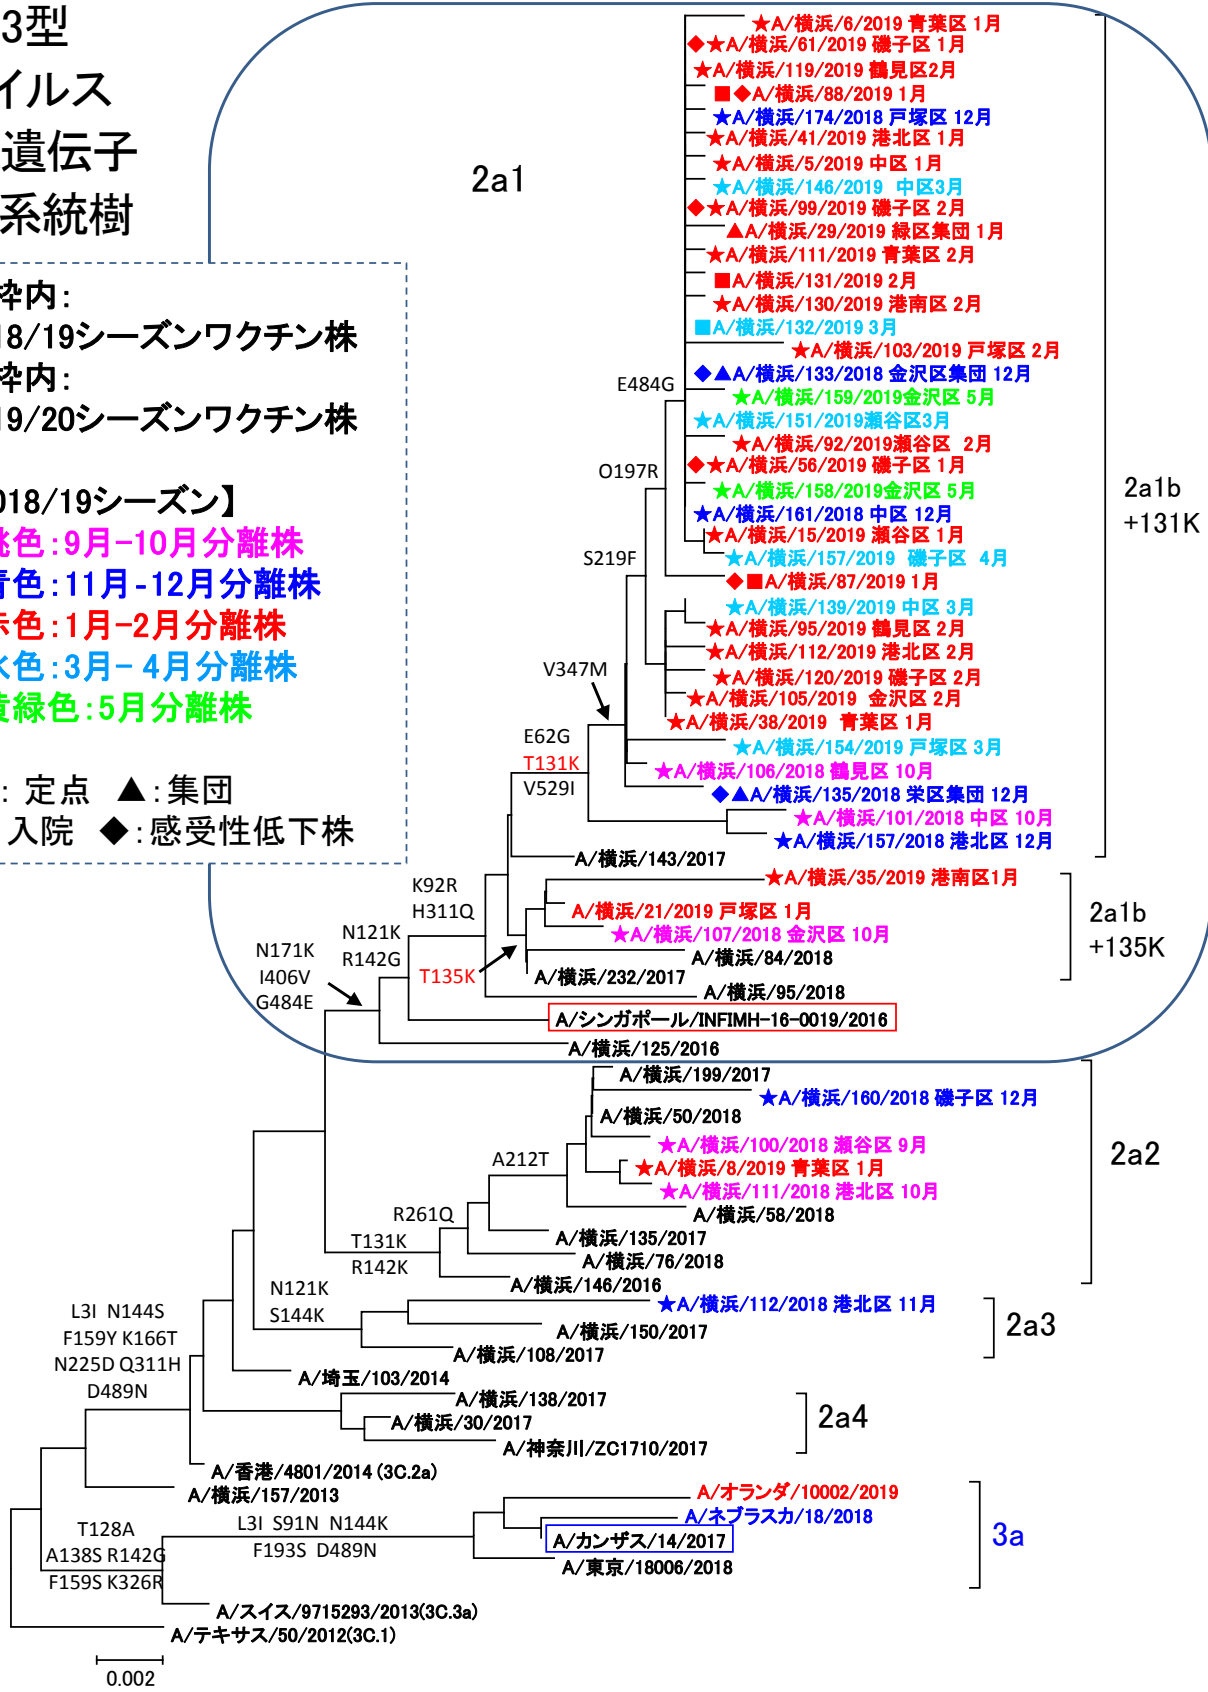 3型
イルス
遺伝子
系統樹
枠内:
18/19シーズンワクチン株
枠内:
19/20シーズンワクチン株
018/19シーズン】
桃色:9月-10月分離株
青色:11月-12月分離株
赤色:1月-2月分離株
水色:3月- 4月分離株
黄緑色:5月分離株
: 定点 ▲:集団
入院 ◆:感受性低下株
2a1
★A/横浜/6/2019 青葉区 1月
◆★A/横浜/61/2019 磯子区 1月
★A/横浜/119/2019 鶴見区2月
■◆A/横浜/88/2019 1月
★A/横浜/174/2018 戸塚区 12月
★A/横浜/41/2019 港北区 1月
★A/横浜/5/2019 中区 1月
★A/横浜/146/2019 中区3月
◆★A/横浜/99/2019 磯子区 2月
▲A/横浜/29/2019 緑区集団 1月
★A/横浜/111/2019 青葉区 2月
■A/横浜/131/2019 2月
★A/横浜/130/2019 港南区 2月
■A/横浜/132/2019 3月
★A/横浜/103/2019 戸塚区 2月
◆▲A/横浜/133/2018 金沢区集団 12月
★A/横浜/159/2019金沢区 5月
★A/横浜/151/2019瀬谷区3月
★A/横浜/92/2019瀬谷区 2月
◆★A/横浜/56/2019 磯子区 1月
★A/横浜/158/2019金沢区 5月
★A/横浜/161/2018 中区 12月
★A/横浜/15/2019 瀬谷区 1月
★A/横浜/157/2019 磯子区 4月
◆■A/横浜/87/2019 1月
★A/横浜/139/2019 中区 3月
★A/横浜/95/2019 鶴見区 2月
★A/横浜/112/2019 港北区 2月
★A/横浜/120/2019 磯子区 2月
★A/横浜/105/2019 金沢区 2月
★A/横浜/38/2019 青葉区 1月
★A/横浜/154/2019 戸塚区 3月
★A/横浜/106/2018 鶴見区 10月
◆▲A/横浜/135/2018 栄区集団 12月
★A/横浜/101/2018 中区 10月
★A/横浜/157/2018 港北区 12月
A/横浜/143/2017
★A/横浜/35/2019 港南区1月
A/横浜/21/2019 戸塚区 1月
★A/横浜/107/2018 金沢区 10月
A/横浜/84/2018
A/横浜/232/2017
A/横浜/95/2018
A/シンガポール/INFIMH-16-0019/2016
A/横浜/125/2016
E484G
O197R
S219F
V347M
E62G
T131K
V529I
K92R
H311Q
N121K
R142G
T135K
N171K
I406V
G484E
2a1b
+131K
2a1b
+135K
A/横浜/199/2017
★A/横浜/160/2018 磯子区 12月
A/横浜/50/2018
★A/横浜/100/2018 瀬谷区 9月
★A/横浜/8/2019 青葉区 1月
★A/横浜/111/2018 港北区 10月
A/横浜/58/2018
A/横浜/135/2017
A/横浜/76/2018
A/横浜/146/2016
A212T
R261Q
T131K
R142K
2a2
N121K
S144K
★A/横浜/112/2018 港北区 11月
A/横浜/150/2017
A/横浜/108/2017
2a3
L3I N144S
F159Y K166T
N225D Q311H
D489N
A/埼玉/103/2014
A/横浜/138/2017
A/横浜/30/2017
A/神奈川/ZC1710/2017
2a4
A/香港/4801/2014 (3C.2a)
A/横浜/157/2013
T128A
A138S R142G
F159S K326R
L3I S91N N144K
F193S D489N
A/オランダ/10002/2019
A/ネブラスカ/18/2018
A/カンザス/14/2017
A/東京/18006/2018
3a
A/スイス/9715293/2013(3C.3a)
A/テキサス/50/2012(3C.1)
0.002